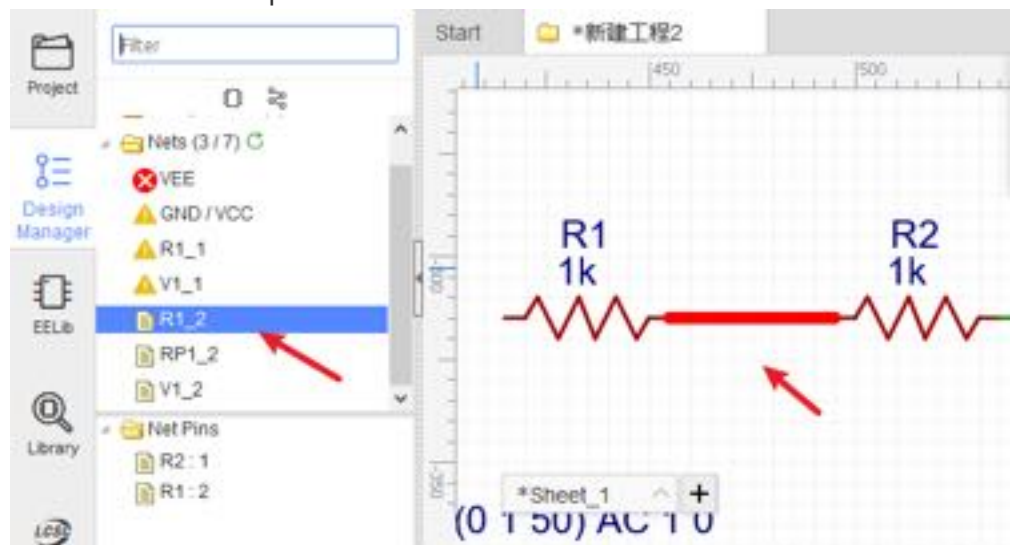 Filter
Start
*新建工程2
Project
450
500
Nets (3 / 7)
VEE
GND / VCC
R1_1
V1_1
R1_2
RP1_2
V1_2
Design
Manager
EELib
Library
LCSC
Net Pins
R2 : 1
R1 : 2
R1
1k
R2
1k
*Sheet_1
+
(0 1 50) AC 1 0